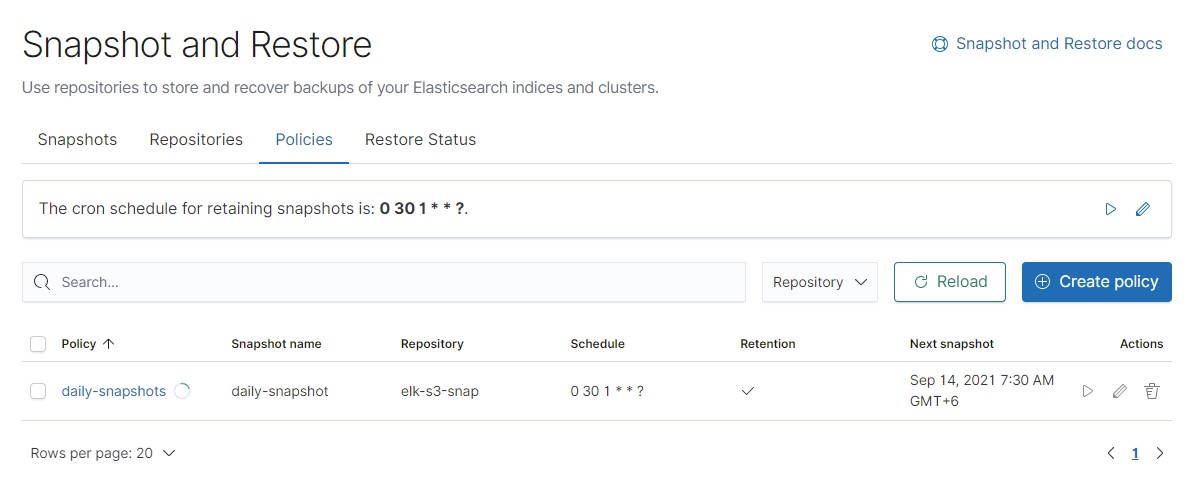 Snapshot and Restore
Snapshot and Restore docs
Use repositories to store and recover backups of your Elasticsearch indices and clusters.
Snapshots Repositories Policies Restore Status
The cron schedule for retaining snapshots is: 0 30 1 * * ?.
Search... Repository Reload Create policy
Policy Snapshot name Repository Schedule Retention Next snapshot Actions
daily-snapshots daily-snapshot elk-s3-snap 0 30 1 * * ? Sep 14, 2021 7:30 AM
GMT+6
Rows per page: 20 1